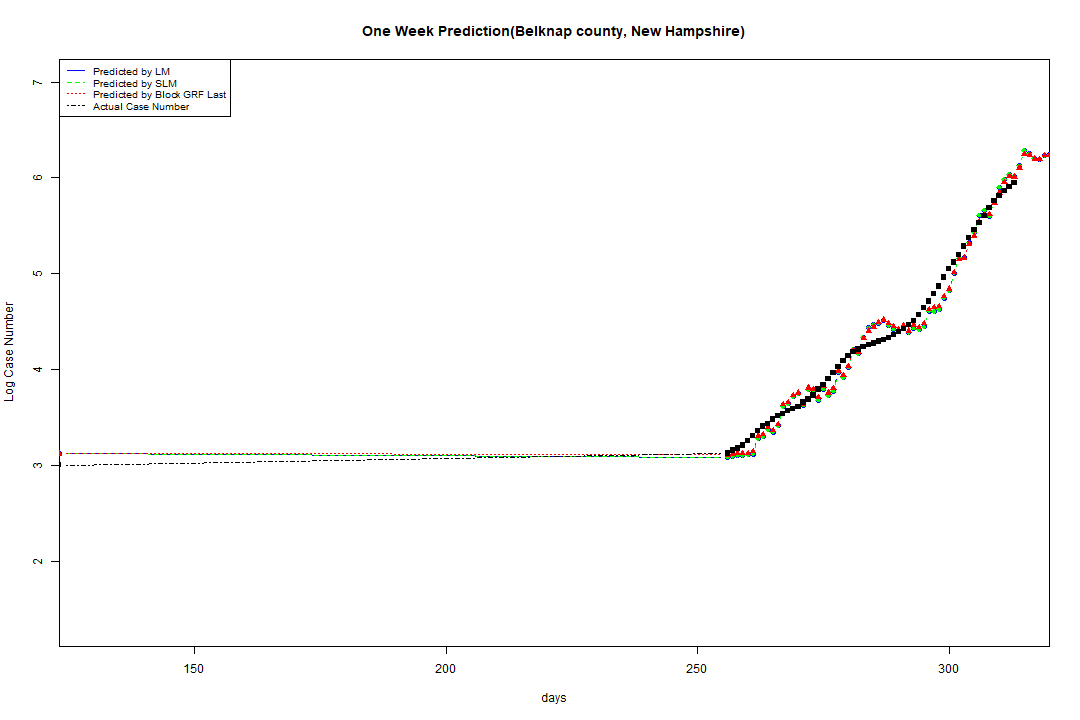 One Week Prediction(Belknap county, New Hampshire)
Predicted by LM
Predicted by SLM
Predicted by Block GRF Last
Actual Case Number
7
6
5
4
3
2
Log Case Number
150
200
250
300
days